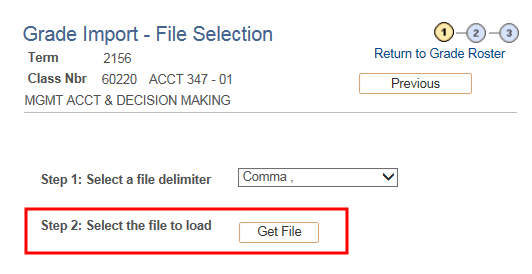 Grade Import - File Selection
1 2 3
Term 2156
Return to Grade Roster
Class Nbr 60220 ACCT 347 - 01
Previous
MGMT ACCT & DECISION MAKING
Step 1: Select a file delimiter Comma ,
Step 2: Select the file to load Get File